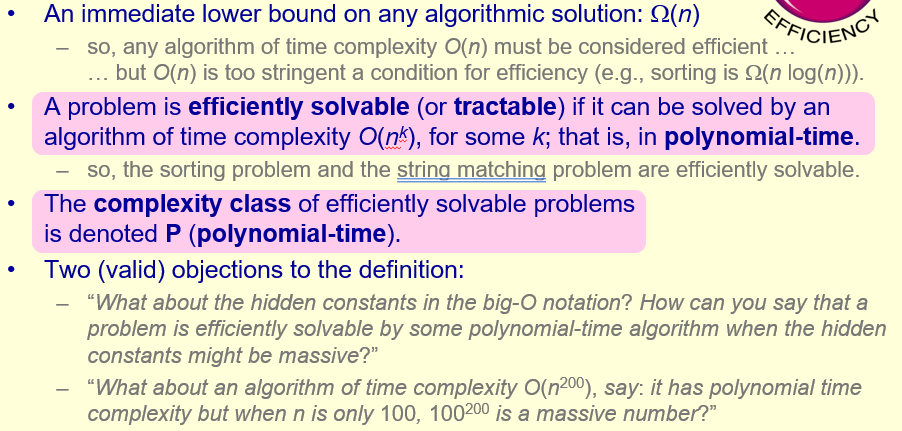 • An immediate lower bound on any algorithmic solution: Ω(n)
– so, any algorithm of time complexity O(n) must be considered efficient …
… but O(n) is too stringent a condition for efficiency (e.g., sorting is Ω(n log(n))).
EFFICIENCY
• A problem is efficiently solvable (or tractable) if it can be solved by an
algorithm of time complexity O(nᵏ), for some k; that is, in polynomial-time.
– so, the sorting problem and the string matching problem are efficiently solvable.
• The complexity class of efficiently solvable problems
is denoted P (polynomial-time).
• Two (valid) objections to the definition:
– “What about the hidden constants in the big-O notation? How can you say that a
problem is efficiently solvable by some polynomial-time algorithm when the hidden
constants might be massive?”
– “What about an algorithm of time complexity O(n²⁰⁰), say: it has polynomial time
complexity but when n is only 100, 100²⁰⁰ is a massive number?”